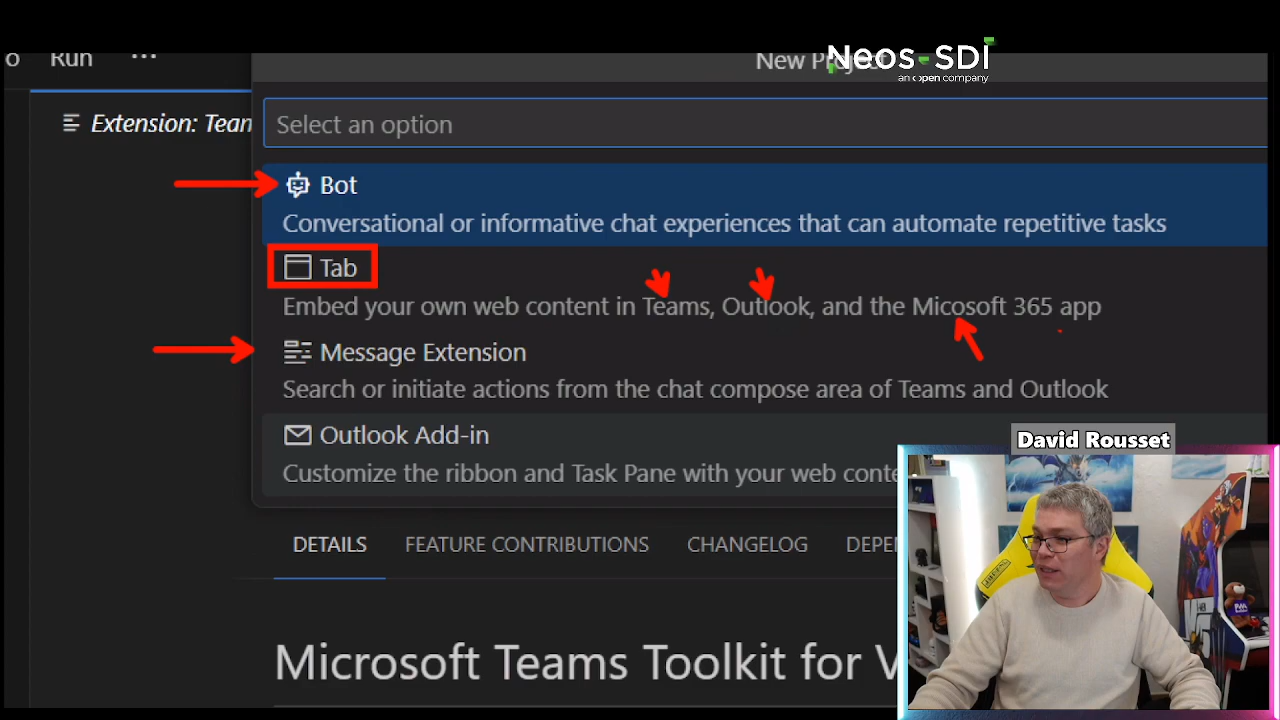 Run ...
New Project
Neos-SDI
an open company
Extension: Team
Select an option
Bot
Conversational or informative chat experiences that can automate repetitive tasks
Tab
Embed your own web content in Teams, Outlook, and the Micosoft 365 app
Message Extension
Search or initiate actions from the chat compose area of Teams and Outlook
Outlook Add-in
Customize the ribbon and Task Pane with your web conte
David Rousset
DETAILS FEATURE CONTRIBUTIONS CHANGELOG DEPEN
Microsoft Teams Toolkit for V